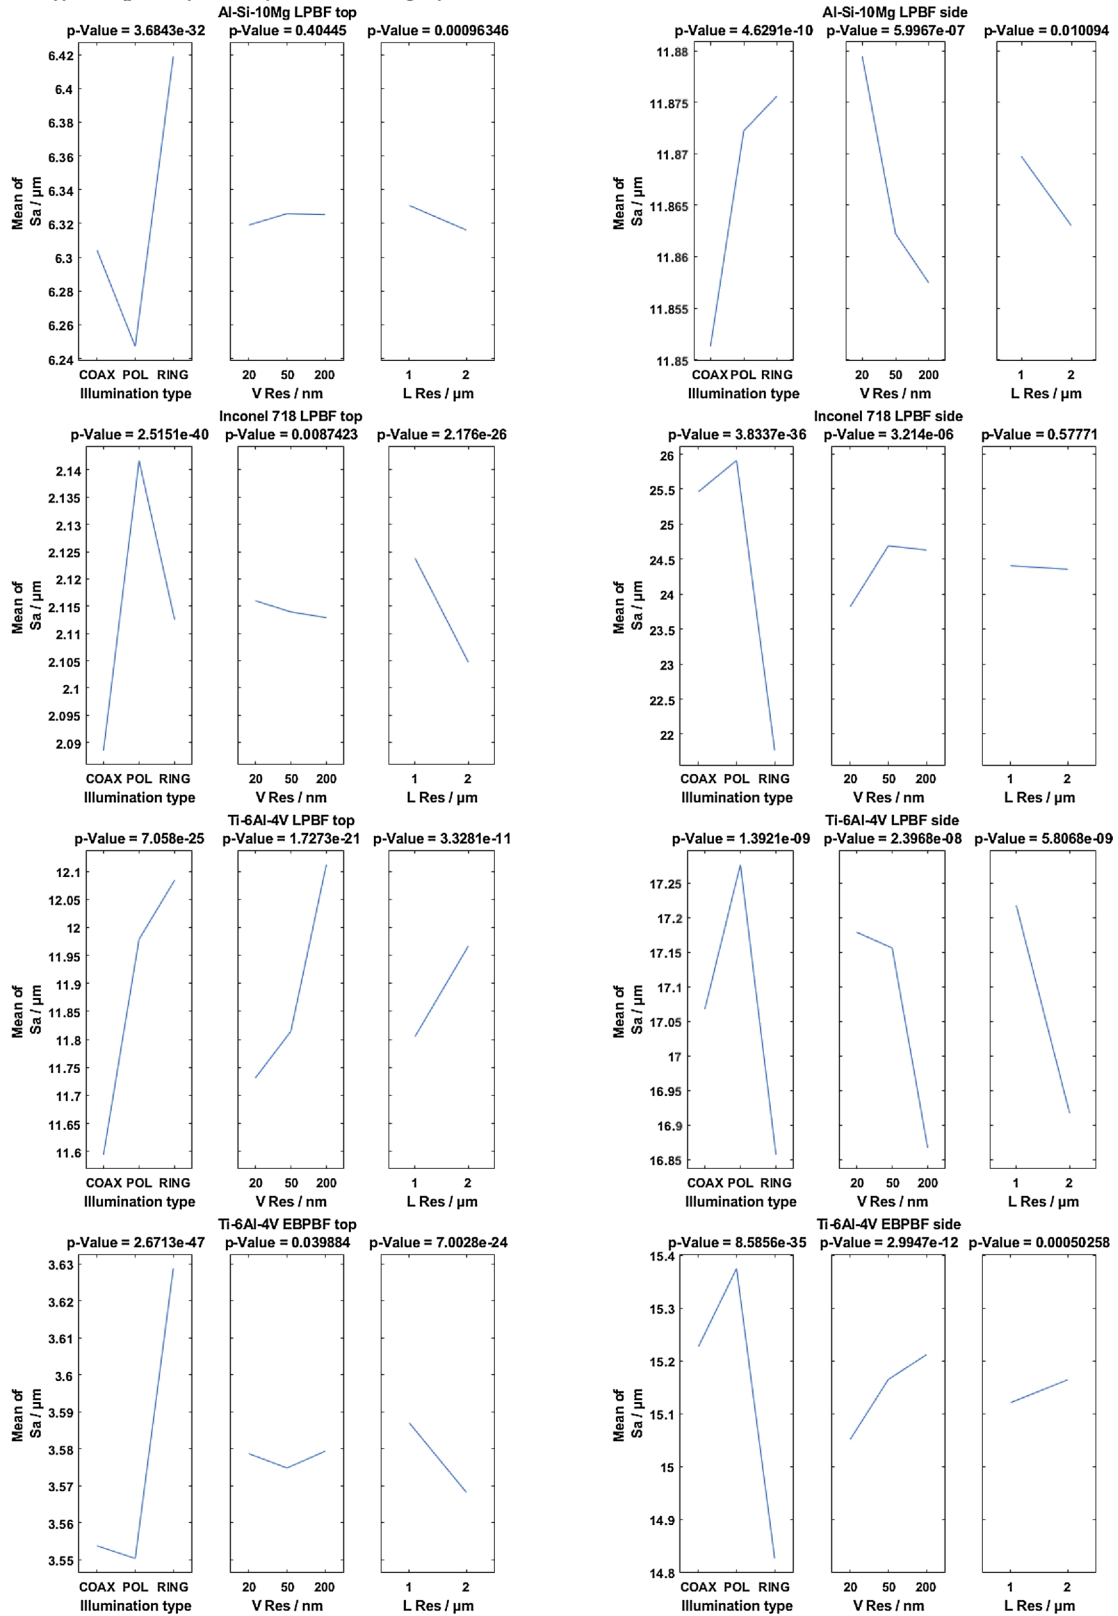 Al-Si-10Mg LPBF top
p-Value = 3.6843e-32 p-Value = 0.40445 p-Value = 0.00096346
6.42
6.4
6.38
6.36
6.34
6.32
6.3
6.28
6.26
6.24
Mean of
Sa / µm
COAX POL RING
Illumination type
20 50 200
V Res / nm
1 2
L Res / µm
Al-Si-10Mg LPBF side
p-Value = 4.6291e-10 p-Value = 5.9967e-07 p-Value = 0.010094
11.88
11.875
11.87
11.865
11.86
11.855
11.85
Mean of
Sa / µm
COAX POL RING
Illumination type
20 50 200
V Res / nm
1 2
L Res / µm
Inconel 718 LPBF top
p-Value = 2.5151e-40 p-Value = 0.0087423 p-Value = 2.176e-26
2.14
2.135
2.13
2.125
2.12
2.115
2.11
2.105
2.1
2.095
2.09
Mean of
Sa / µm
COAX POL RING
Illumination type
20 50 200
V Res / nm
1 2
L Res / µm
Inconel 718 LPBF side
p-Value = 3.8337e-36 p-Value = 3.214e-06 p-Value = 0.57771
26
25.5
25
24.5
24
23.5
23
22.5
22
Mean of
Sa / µm
COAX POL RING
Illumination type
20 50 200
V Res / nm
1 2
L Res / µm
Ti-6Al-4V LPBF top
p-Value = 7.058e-25 p-Value = 1.7273e-21 p-Value = 3.3281e-11
12.1
12.05
12
11.95
11.9
11.85
11.8
11.75
11.7
11.65
11.6
Mean of
Sa / µm
COAX POL RING
Illumination type
20 50 200
V Res / nm
1 2
L Res / µm
Ti-6Al-4V LPBF side
p-Value = 1.3921e-09 p-Value = 2.3968e-08 p-Value = 5.8068e-09
17.25
17.2
17.15
17.1
17.05
17
16.95
16.9
16.85
Mean of
Sa / µm
COAX POL RING
Illumination type
20 50 200
V Res / nm
1 2
L Res / µm
Ti-6Al-4V EBPBF top
p-Value = 2.6713e-47 p-Value = 0.039884 p-Value = 7.0028e-24
3.63
3.62
3.61
3.6
3.59
3.58
3.57
3.56
3.55
Mean of
Sa / µm
COAX POL RING
Illumination type
20 50 200
V Res / nm
1 2
L Res / µm
Ti-6Al-4V EBPBF side
p-Value = 8.5856e-35 p-Value = 2.9947e-12 p-Value = 0.00050258
15.4
15.3
15.2
15.1
15
14.9
14.8
Mean of
Sa / µm
COAX POL RING
Illumination type
20 50 200
V Res / nm
1 2
L Res / µm